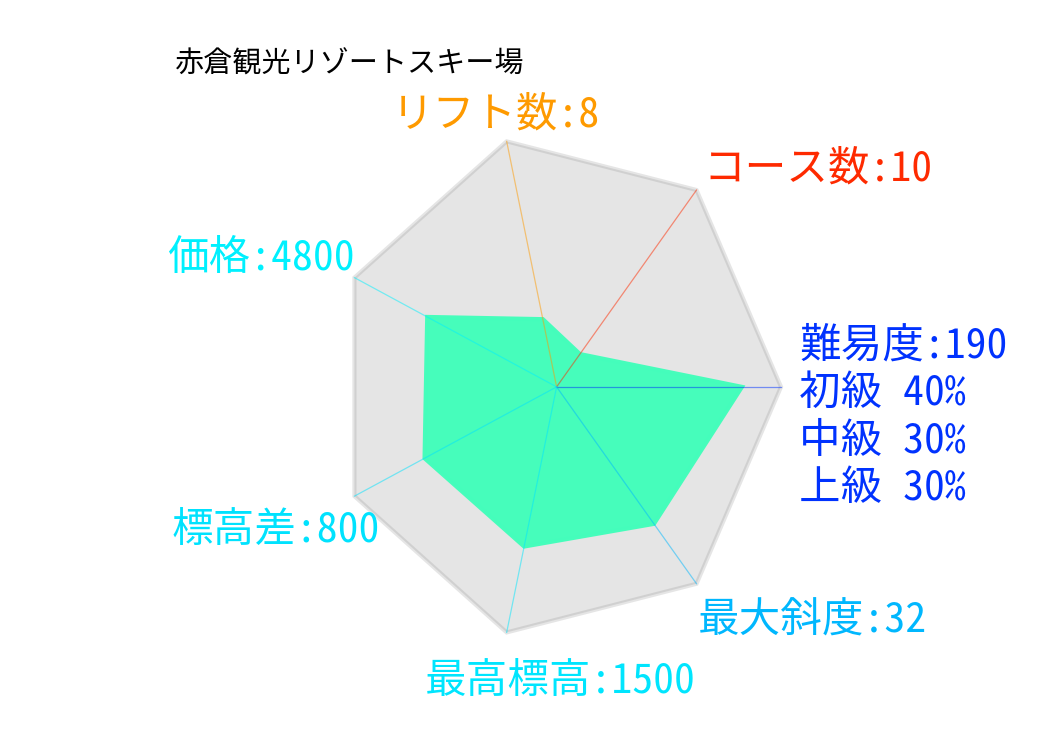 赤倉観光リゾートスキー場
リフト数:8
コース数:10
価格:4800
難易度:190
初級 40%
中級 30%
上級 30%
標高差:800
最大斜度:32
最高標高:1500